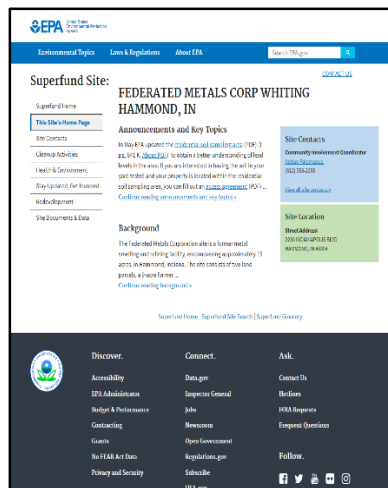 EPA United States
Environmental Protection
Agency
Environmental Topics
Laws & Regulations
About EPA
Search EPA.gov
CONTACT US
Superfund Site:
FEDERATED METALS CORP WHITING
HAMMOND, IN
Superfund Home
This Site's Home Page
Site Contacts
Cleanup Activities
Health & Environment
Stay Updated, Get Involved
Redevelopment
Site Documents & Data
Announcements and Key Topics
In May EPA updated the residential soil sampling area (PDF) (1
pg, 641 K, About PDF) to obtain a better understanding of lead
levels in the area. If you are interested in having the soil in your
yard tested and your property is located within the residential
soil sampling area, you can fill out an access agreement (PDF) ...
Continue reading announcements and key topics »
Background
The Federated Metals Corporation site is a former metal
smelting and refining facility, encompassing approximately
acres, in Hammond, Indiana. The site consists of two land
parcels, a ...
Continue reading background »
Site Contacts
Community Involvement Coordinator
(312)
View all site contacts »
Site Location
Street Address
2230 INDIANAPOLIS BLVD
HAMMOND, IN
Superfund Home | Superfund Site Search | Superfund Glossary
Discover.
Accessibility
EPA Administrator
Budget & Performance
Contracting
Grants
No FEAR Act Data
Privacy and Security
Connect.
Data.gov
Inspector General
Jobs
Newsroom
Open Government
Regulations.gov
Subscribe
Ask.
Contact Us
Hotlines
FOIA Requests
Frequent Questions
Follow.